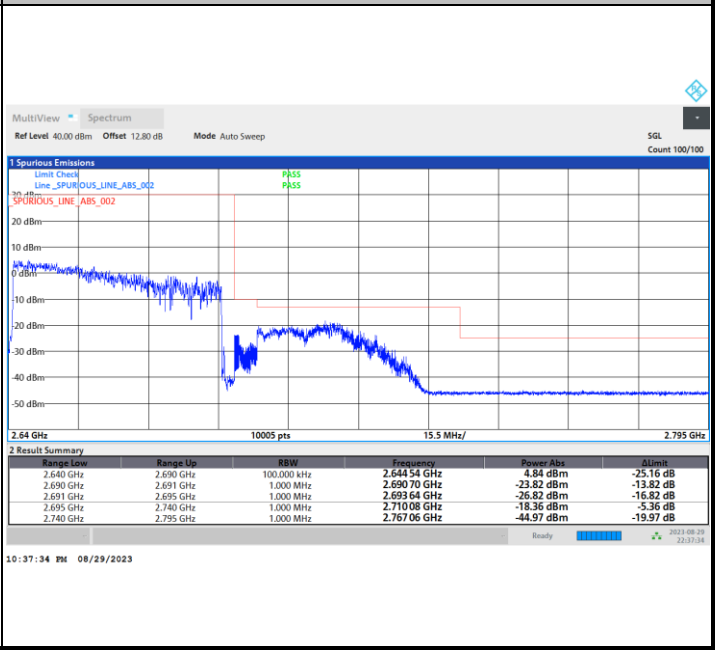 MultiView Spectrum
Ref Level 40.00 dBm Offset 12.80 dB Mode Auto Sweep SGL
Count 100/100
1 Spurious Emissions
Limit Check PASS
Line _SPURIOUS_LINE_ABS_002 PASS
30 dBm
_SPURIOUS_LINE_ABS_002
20 dBm
10 dBm
0 dBm
-10 dBm
-20 dBm
-30 dBm
-40 dBm
-50 dBm
2.64 GHz 10005 pts 15.5 MHz/ 2.795 GHz
2 Result Summary
Range Low Range Up RBW Frequency Power Abs ΔLimit
2.640 GHz 2.690 GHz 100.000 kHz 2.644 54 GHz 4.84 dBm -25.16 dB
2.690 GHz 2.691 GHz 1.000 MHz 2.690 70 GHz -23.82 dBm -13.82 dB
2.691 GHz 2.695 GHz 1.000 MHz 2.693 64 GHz -26.82 dBm -16.82 dB
2.695 GHz 2.740 GHz 1.000 MHz 2.710 08 GHz -18.36 dBm -5.36 dB
2.740 GHz 2.795 GHz 1.000 MHz 2.767 06 GHz -44.97 dBm -19.97 dB
Ready
22:37:34
10:37:34 PM 08/29/2023